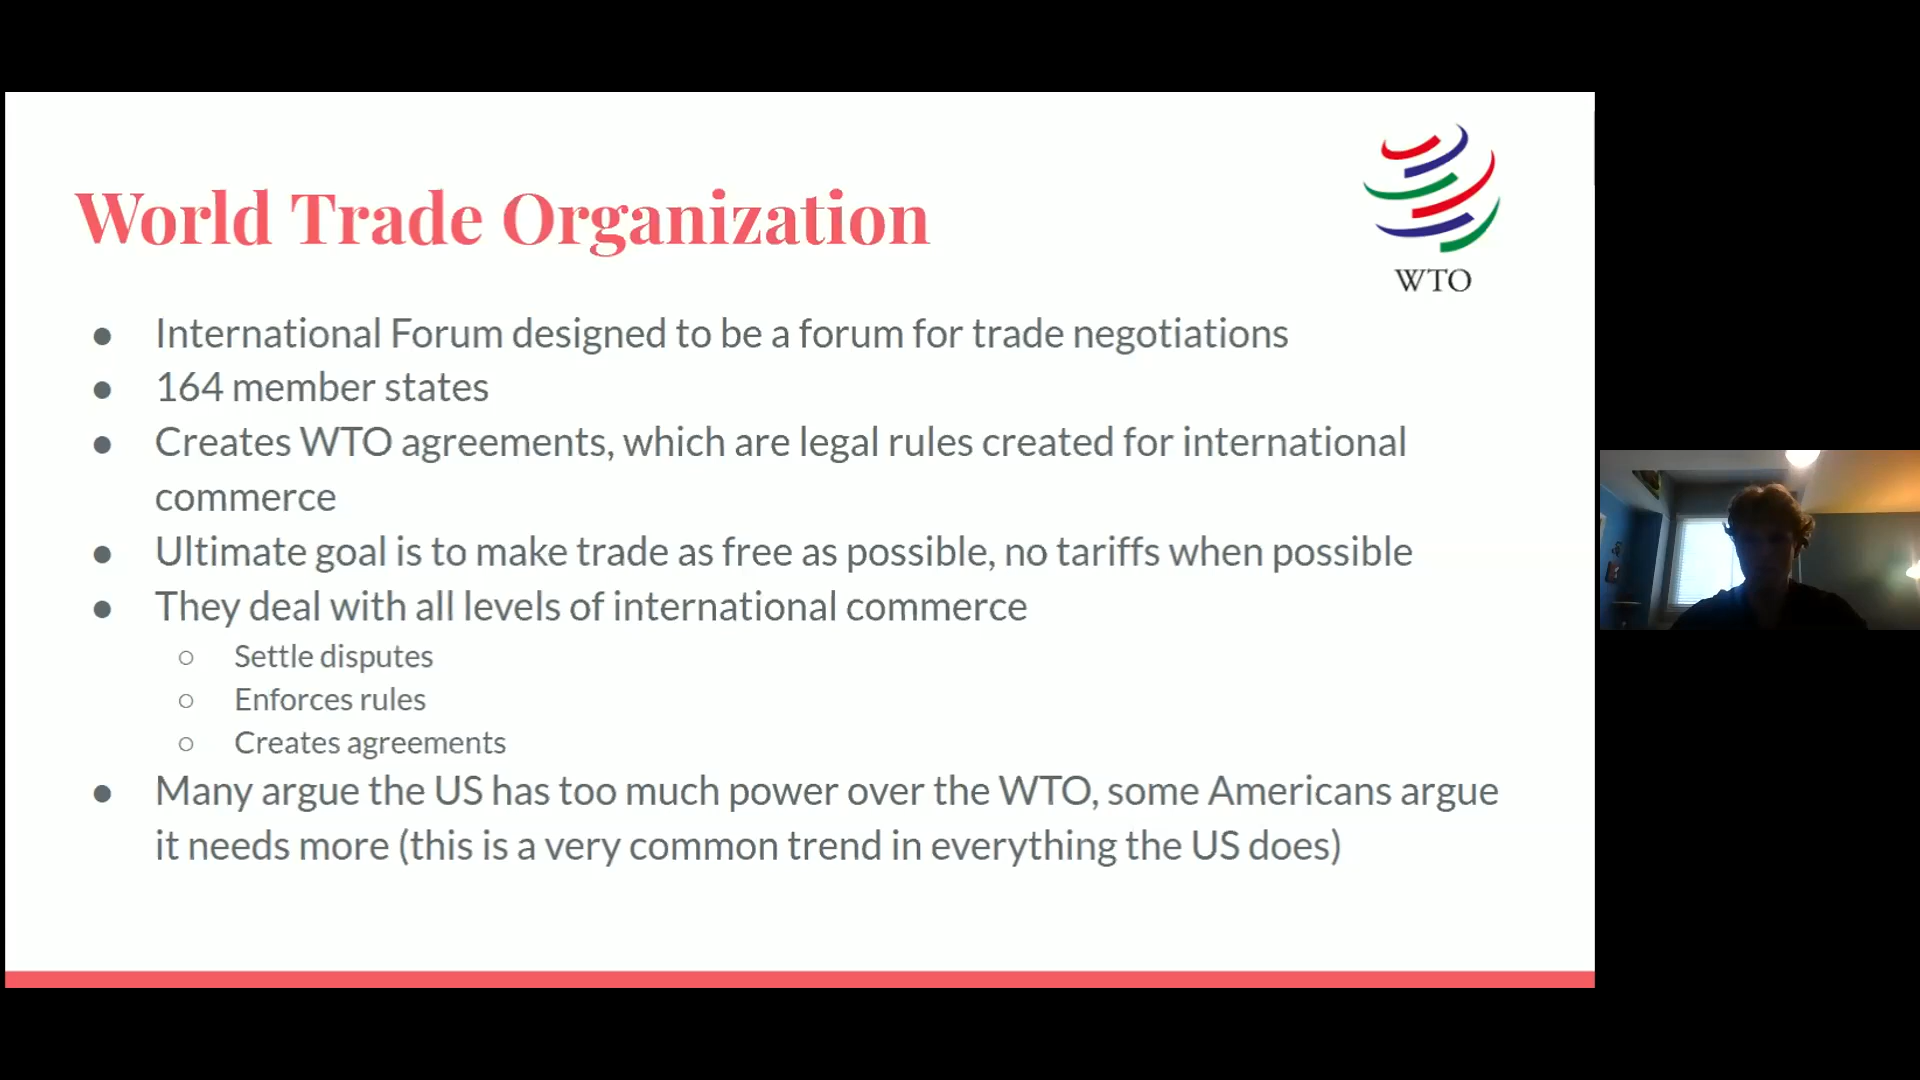 World Trade Organization
WTO
● International Forum designed to be a forum for trade negotiations
● 164 member states
● Creates WTO agreements, which are legal rules created for international
commerce
● Ultimate goal is to make trade as free as possible, no tariffs when possible
● They deal with all levels of international commerce
○ Settle disputes
○ Enforces rules
○ Creates agreements
● Many argue the US has too much power over the WTO, some Americans argue
it needs more (this is a very common trend in everything the US does)